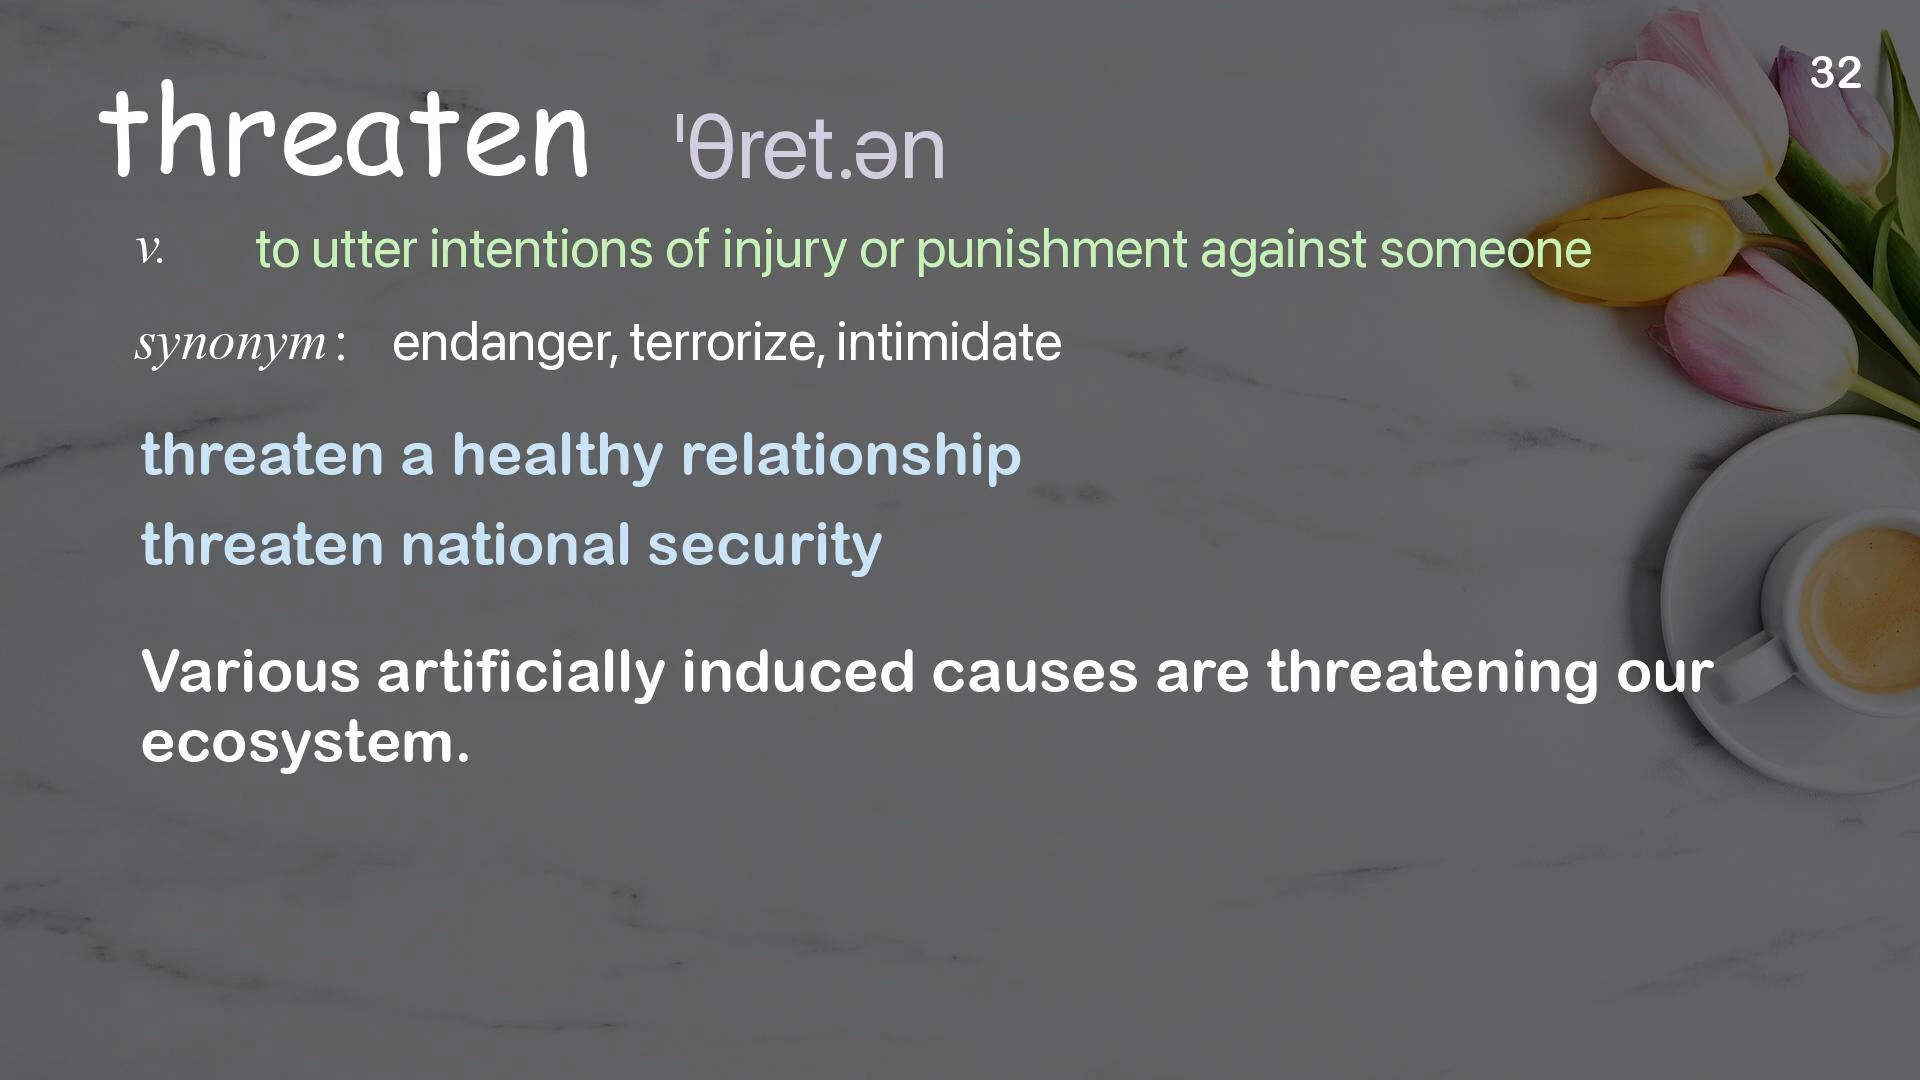 32
threaten ˈθret.ən
v. to utter intentions of injury or punishment against someone
synonym : endanger, terrorize, intimidate
threaten a healthy relationship
threaten national security
Various artificially induced causes are threatening our
ecosystem.